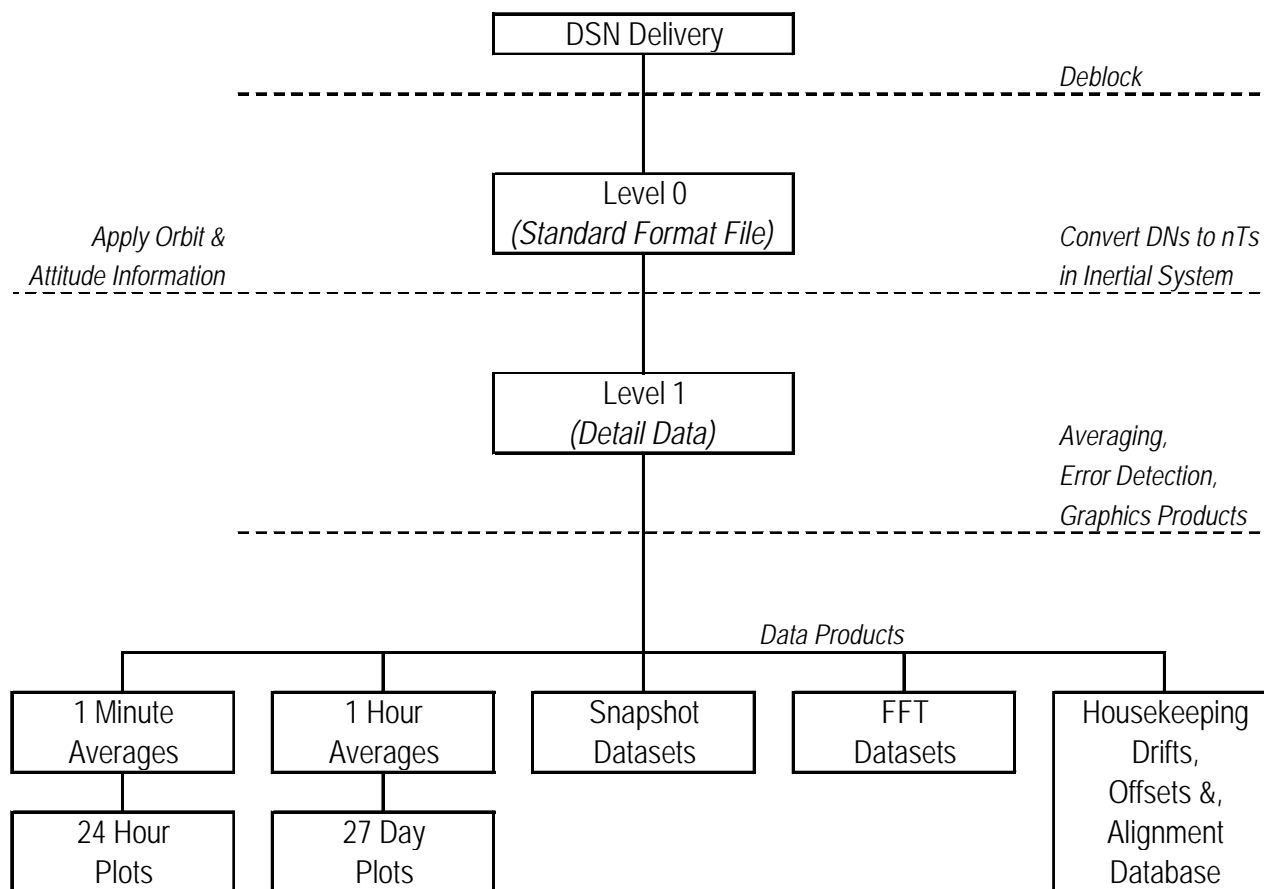 DSN Delivery
Deblock
Level 0
(Standard Format File)
Apply Orbit &
Attitude Information
Convert DNs to nTs
in Inertial System
Level 1
(Detail Data)
Averaging,
Error Detection,
Graphics Products
Data Products
1 Minute
Averages
1 Hour
Averages
Snapshot
Datasets
FFT
Datasets
Housekeeping
Drifts,
Offsets &,
Alignment
Database
24 Hour
Plots
27 Day
Plots